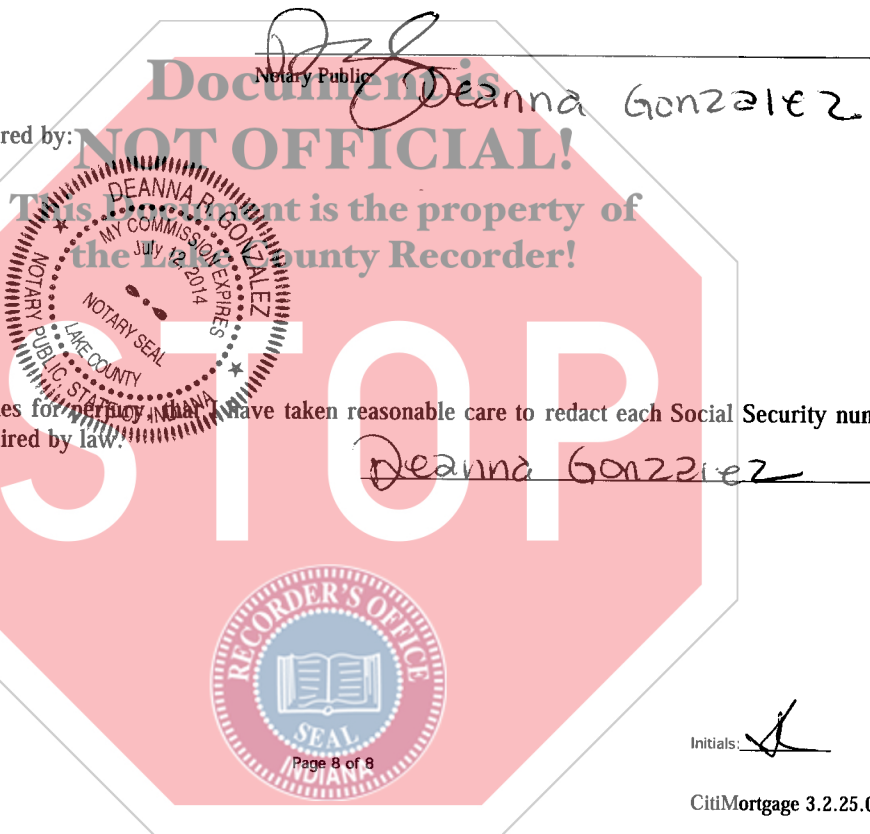 Notary Public
Deanna Gonzalez
Document is
NOT OFFICIAL!
This Document is the property of
the Lake County Recorder!
red by:
DEANNA R. GONZALEZ
MY COMMISSION EXPIRES
July 12, 2014
NOTARY SEAL
LAKE COUNTY
NOTARY PUBLIC, STATE OF INDIANA
STOP
es for perjury, that I have taken reasonable care to redact each Social Security num
ired by law.
Deanna Gonzalez
RECORDER'S OFFICE
SEAL
INDIANA
Page 8 of 8
Initials:
CitiMortgage 3.2.25.0